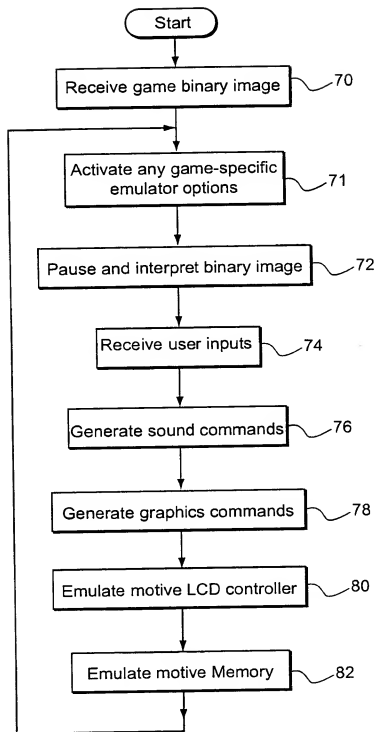 Start
Receive game binary image
70
Activate any game-specific
emulator options
71
Pause and interpret binary image
72
Receive user inputs
74
Generate sound commands
76
Generate graphics commands
78
Emulate motive LCD controller
80
Emulate motive Memory
82